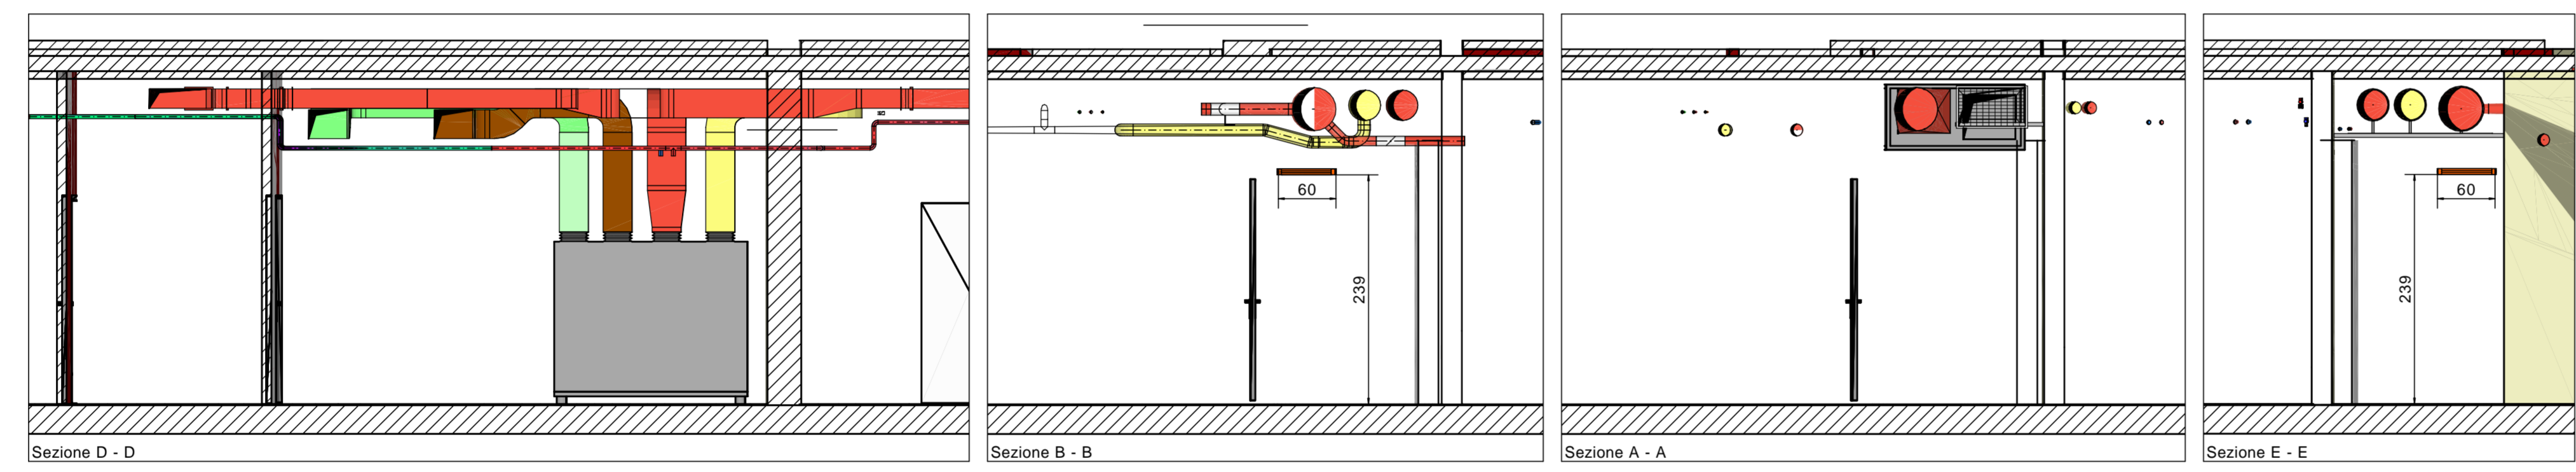 Sezione D - D
60
239
Sezione B - B
Sezione A - A
60
239
Sezione E - E